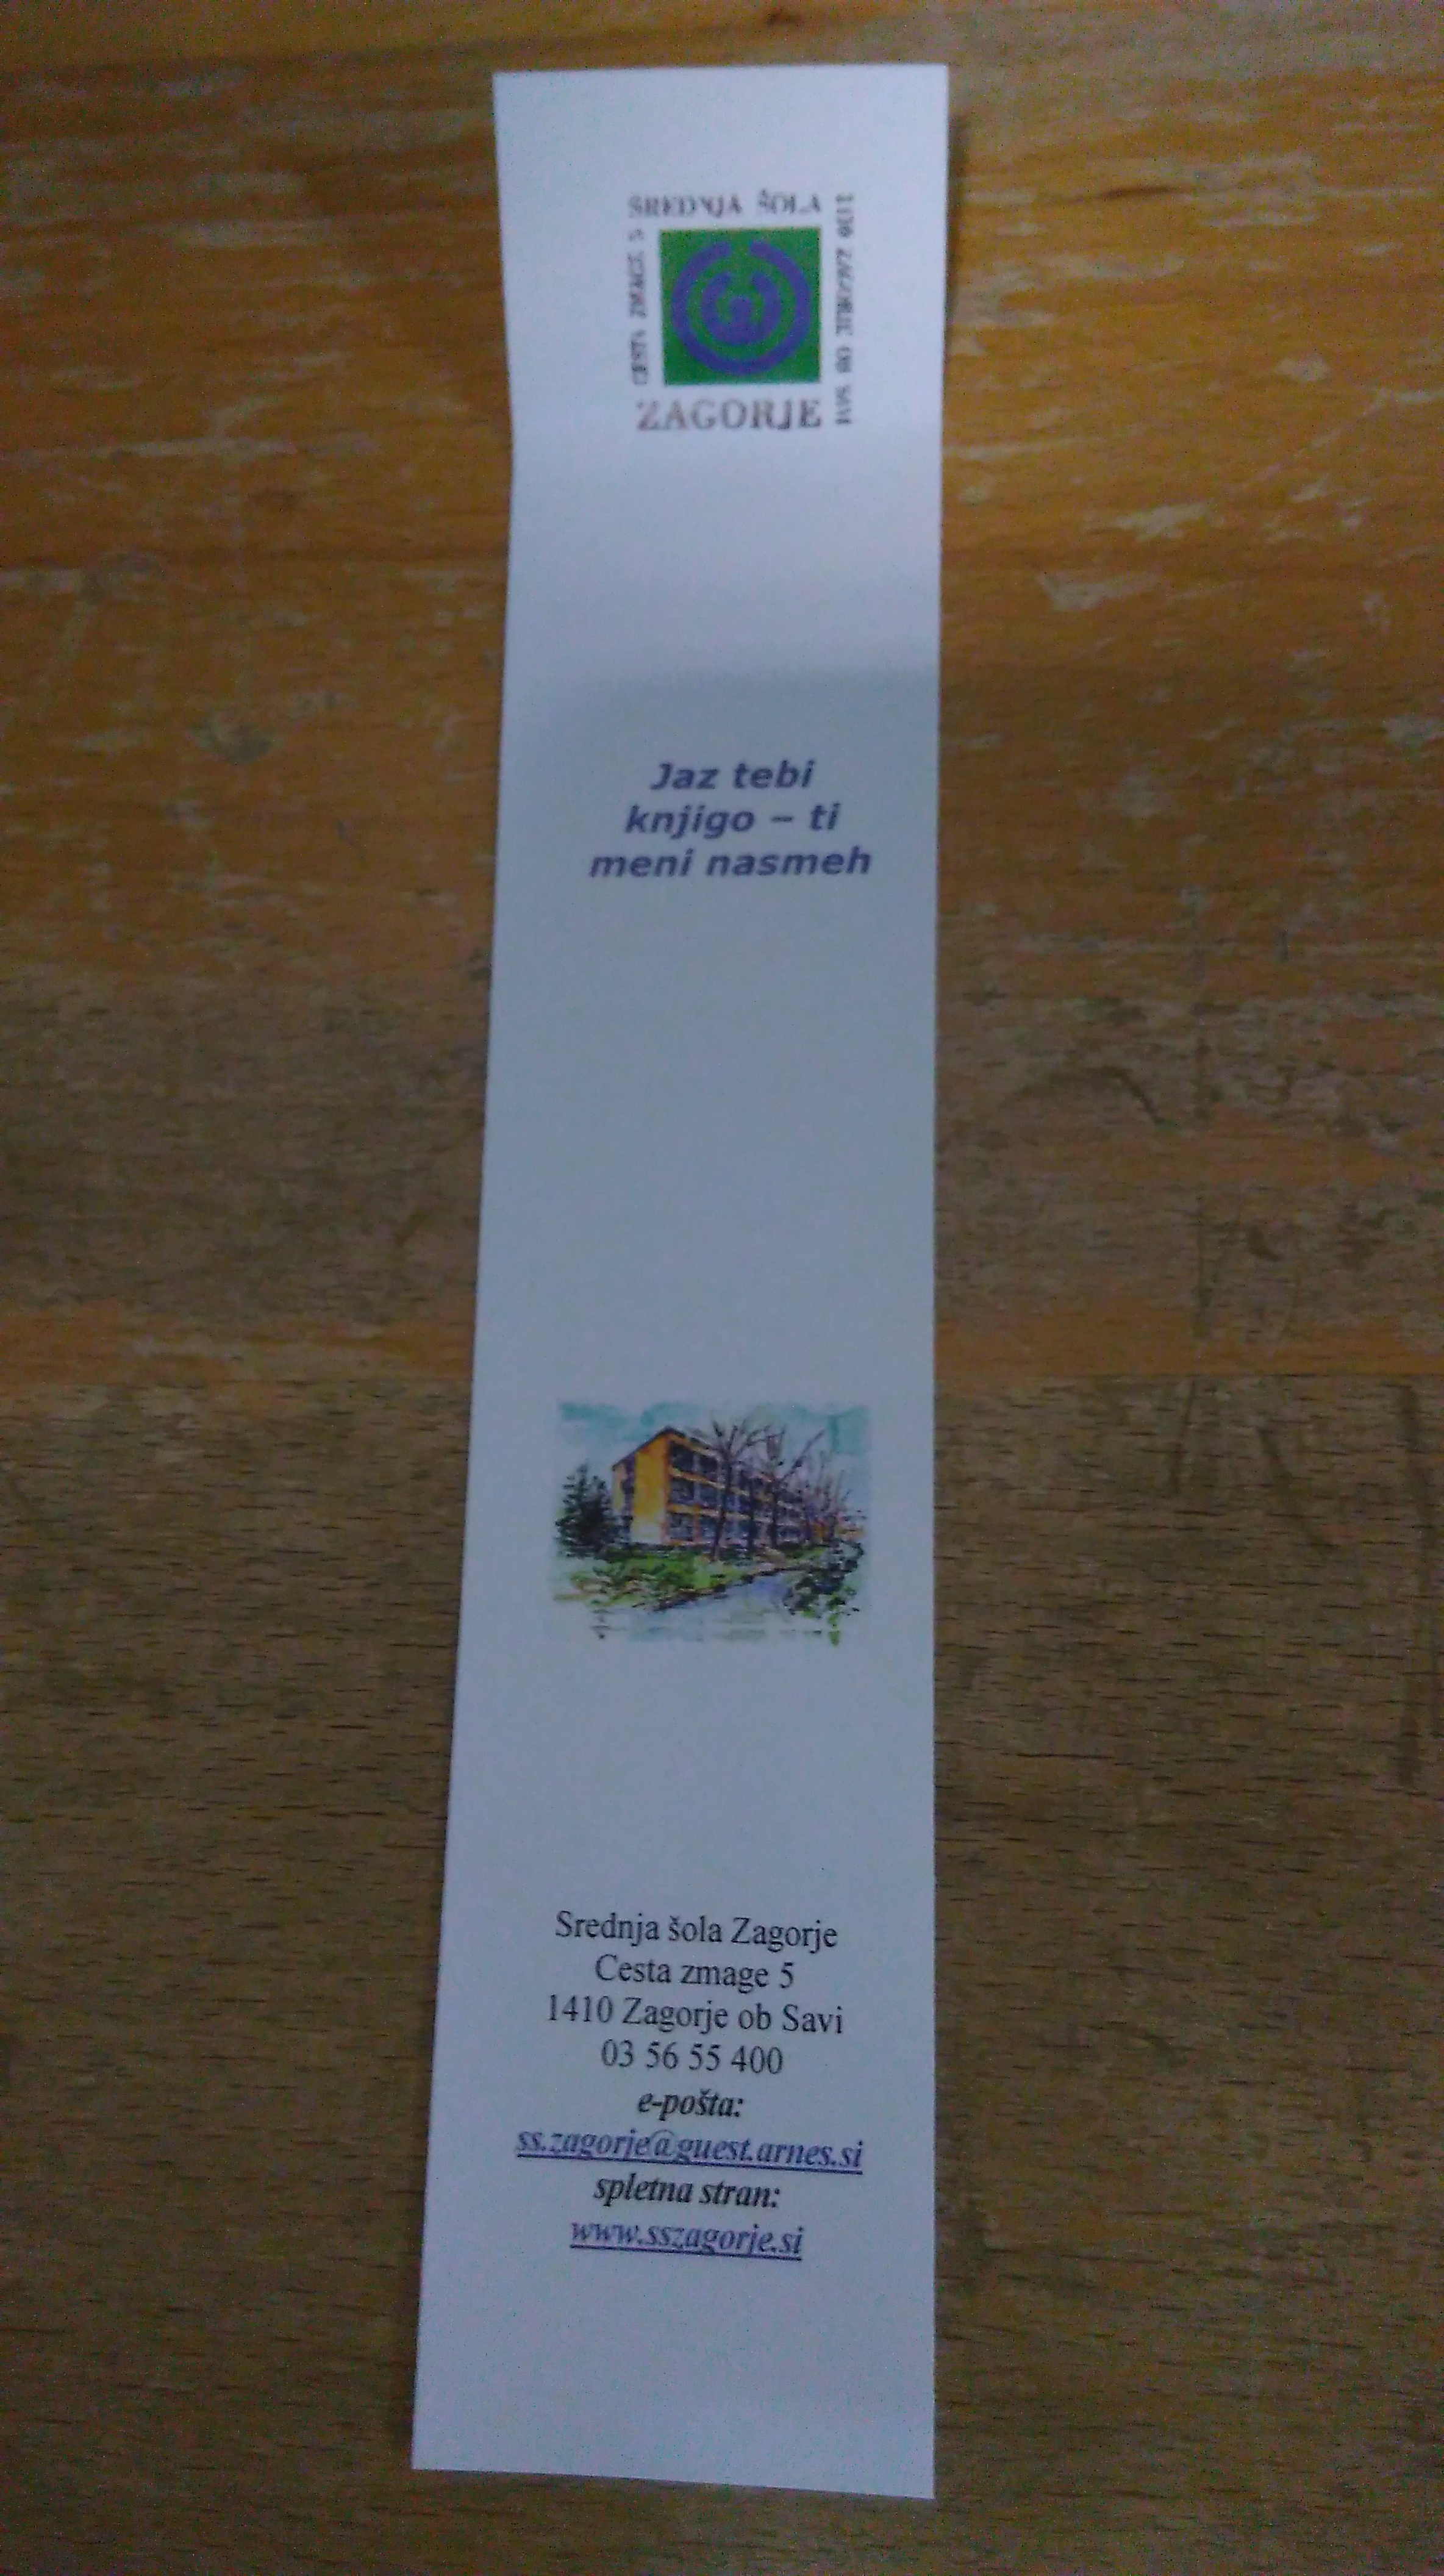 SREDNJA ŠOLA
CESTA ZMAGE 5
ZAGORJE OB SAVI
ZAGORJE
Jaz tebi
knjigo – ti
meni nasmeh
Srednja šola Zagorje
Cesta zmage 5
1410 Zagorje ob Savi
03 56 55 400
e-pošta:
ss.zagorje@guest.arnes.si
spletna stran:
www.sszagorje.si